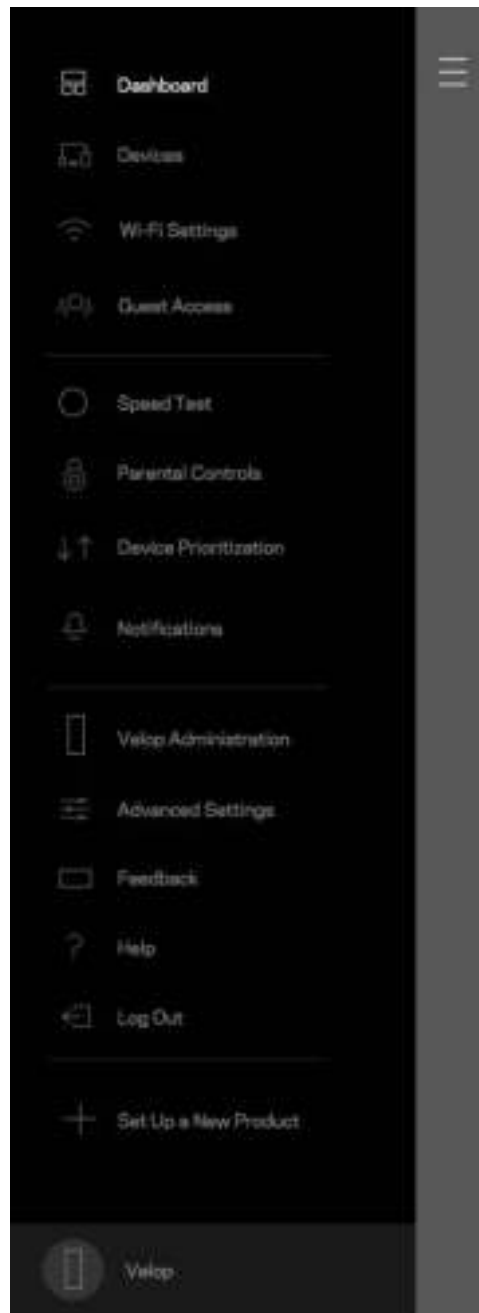 Dashboard
Devices
Wi-Fi Settings
Guest Access
Speed Test
Parental Controls
Device Prioritization
Notifications
Velop Administration
Advanced Settings
Feedback
Help
Log Out
Set Up a New Product
Velop